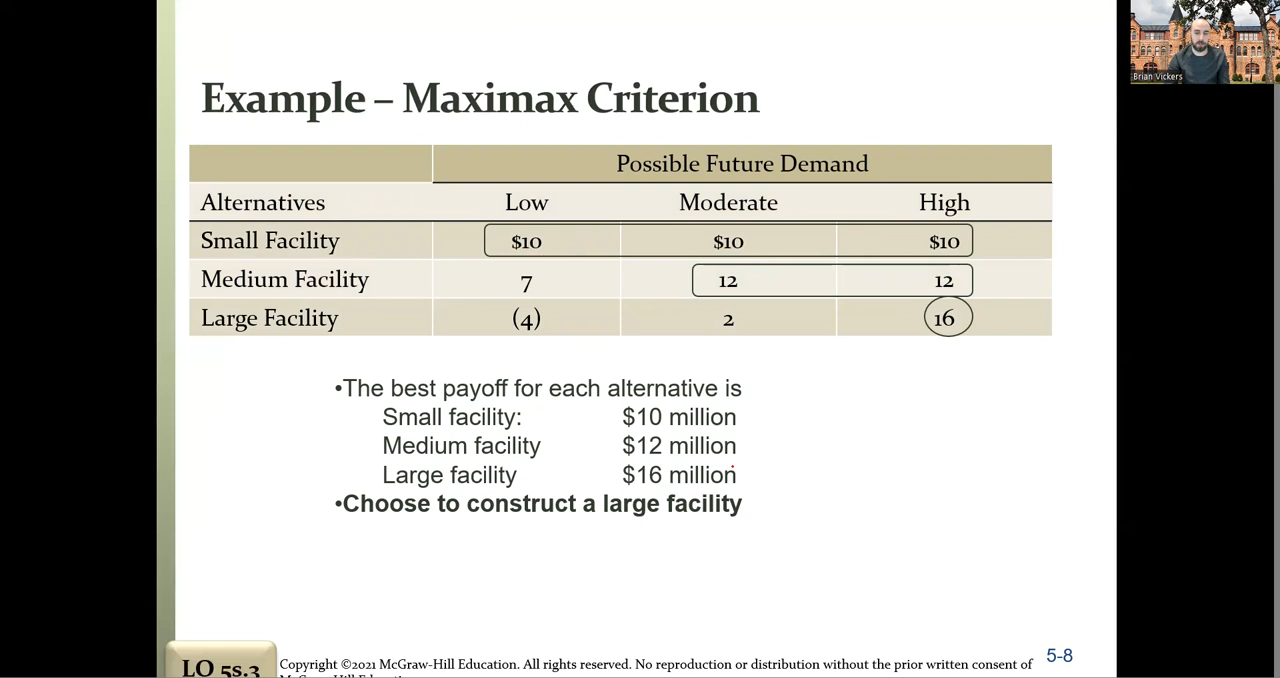 Brian Vickers
Example – Maximax Criterion
Possible Future Demand
Alternatives Low Moderate High
Small Facility $10 $10 $10
Medium Facility 7 12 12
Large Facility (4) 2 16
•The best payoff for each alternative is
Small facility: $10 million
Medium facility $12 million
Large facility $16 million
•Choose to construct a large facility
LO 5s.3
Copyright ©2021 McGraw-Hill Education. All rights reserved. No reproduction or distribution without the prior written consent of
5-8